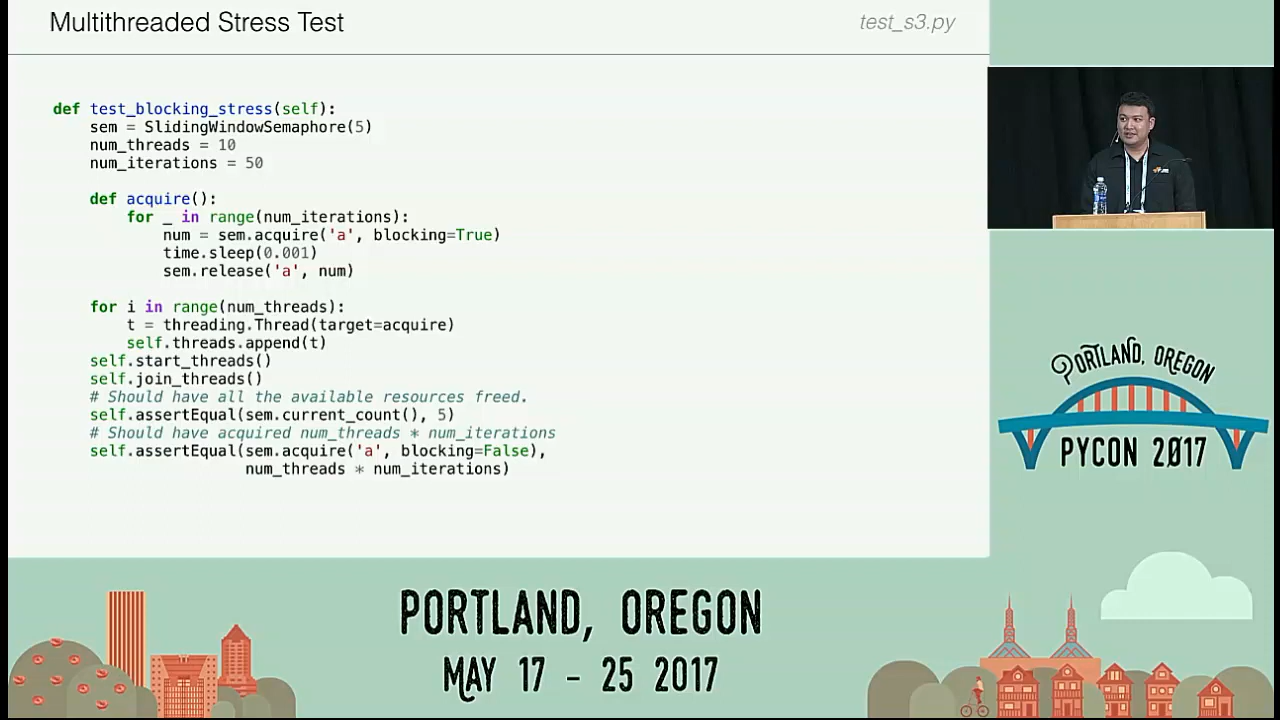 Multithreaded Stress Test
test_s3.py
def test_blocking_stress(self):
    sem = SlidingWindowSemaphore(5)
    num_threads = 10
    num_iterations = 50
    def acquire():
        for _ in range(num_iterations):
            num = sem.acquire('a', blocking=True)
            time.sleep(0.001)
            sem.release('a', num)
    for i in range(num_threads):
        t = threading.Thread(target=acquire)
        self.threads.append(t)
    self.start_threads()
    self.join_threads()
    # Should have all the available resources freed.
    self.assertEqual(sem.current_count(), 5)
    # Should have acquired num_threads * num_iterations
    self.assertEqual(sem.acquire('a', blocking=False),
                     num_threads * num_iterations)
PORTLAND, OREGON
PYCON 2017
PORTLAND, OREGON
MAY 17 - 25 2017